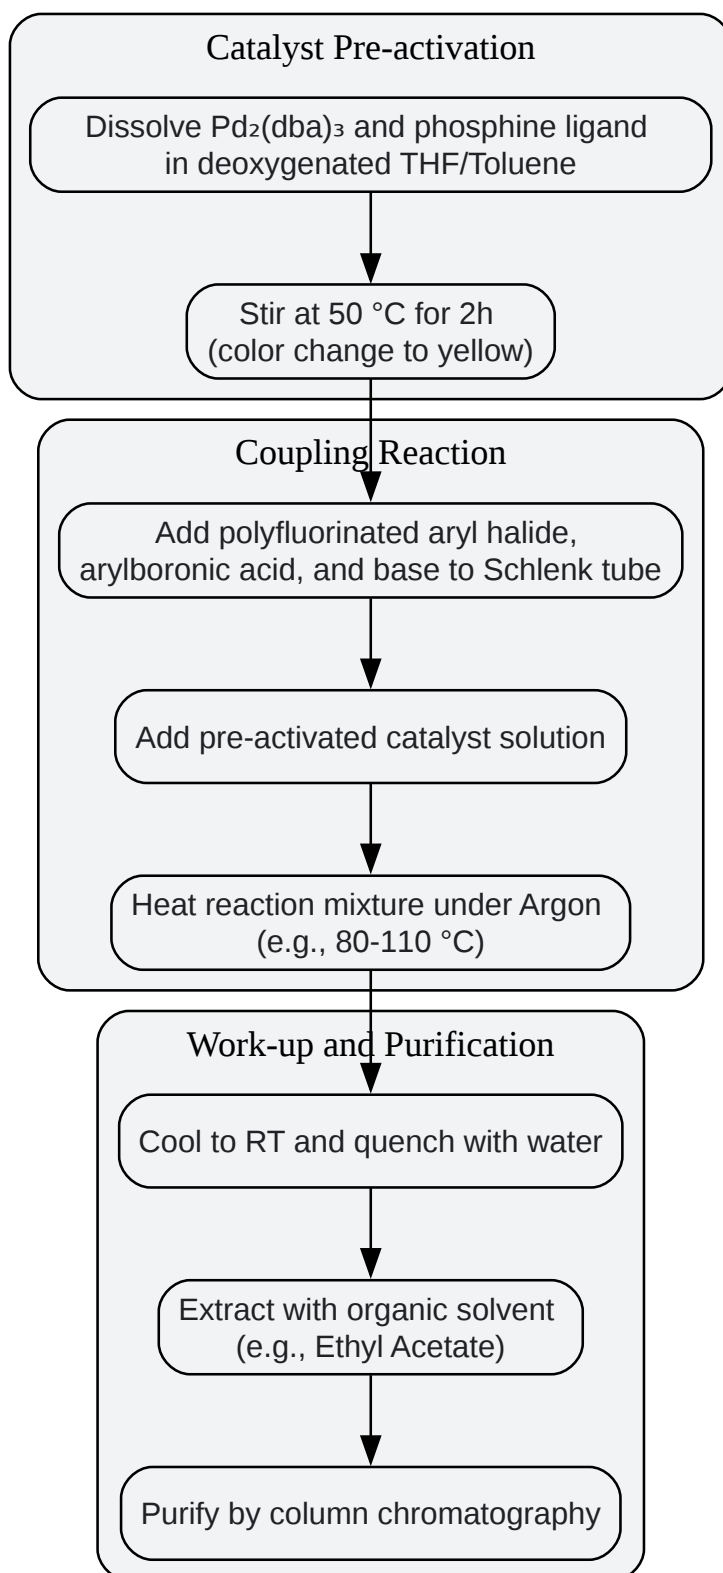 Catalyst Pre-activation
Dissolve Pd₂(dba)₃ and phosphine ligand
in deoxygenated THF/Toluene
Stir at 50 °C for 2h
(color change to yellow)
Coupling Reaction
Add polyfluorinated aryl halide,
arylboronic acid, and base to Schlenk tube
Add pre-activated catalyst solution
Heat reaction mixture under Argon
(e.g., 80-110 °C)
Work-up and Purification
Cool to RT and quench with water
Extract with organic solvent
(e.g., Ethyl Acetate)
Purify by column chromatography